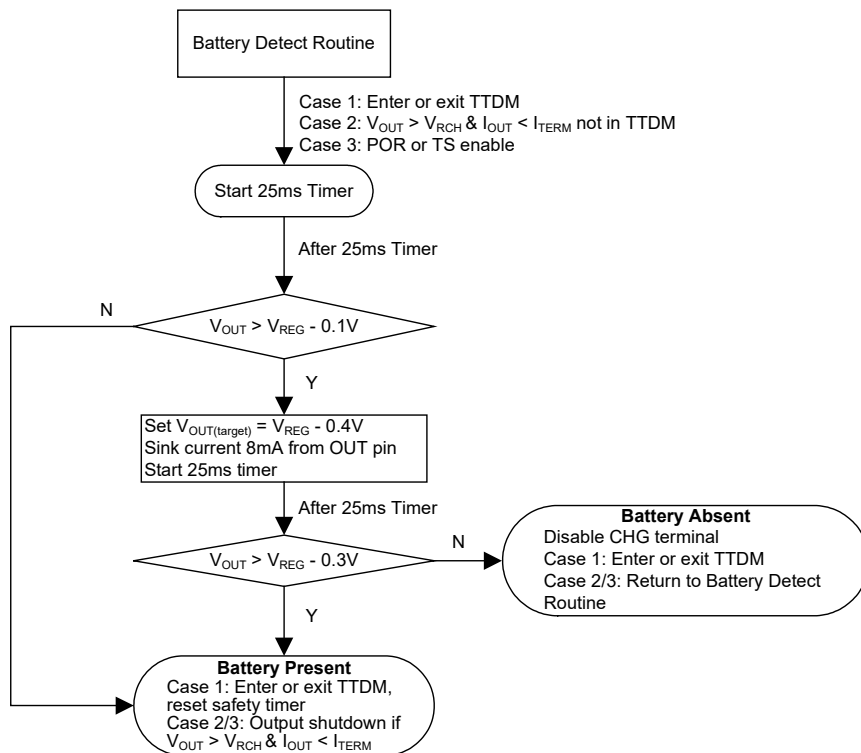 Battery Detect Routine
Case 1: Enter or exit TTDM
Case 2: VOUT > VRCH & IOUT < ITERM not in TTDM
Case 3: POR or TS enable
Start 25ms Timer
After 25ms Timer
N
VOUT > VREG - 0.1V
Y
Set VOUT(target) = VREG - 0.4V
Sink current 8mA from OUT pin
Start 25ms timer
After 25ms Timer
VOUT > VREG - 0.3V
N
Battery Absent
Disable CHG terminal
Case 1: Enter or exit TTDM
Case 2/3: Return to Battery Detect
Routine
Y
Battery Present
Case 1: Enter or exit TTDM,
reset safety timer
Case 2/3: Output shutdown if
VOUT > VRCH & IOUT < ITERM